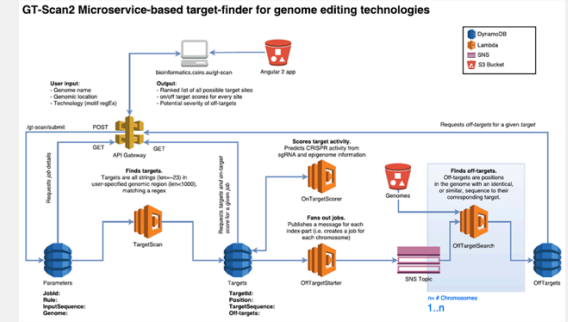 GT-Scan2 Microservice-based target-finder for genome editing technologies
DynamoDB
Lambda
SNS
S3 Bucket
bioinformatics.csiro.au/gt-scan
Angular 2 app
User input:
- Genome name
- Genomic location
- Technology (motif regEx)
Output:
- Ranked list of all possible target sites
- on/off target scores for every site
- Potential severity of off-targets
/gt-scan/submit
POST
GET
GET
API Gateway
Requests off-targets for a given target
Requests job-details
Requests targets and on-target
score for a given job
Finds targets.
Targets are all strings (len=~23) in
user-specified genomic region (len<1000),
matching a regex
TargetScan
Scores target activity.
Predicts CRISPR activity from
sgRNA and epigenome information
OnTargetScorer
Fans out jobs.
Publishes a message for each
index-part (i.e. creates a job for
each chromosome)
OffTargetStarter
Genomes
Finds off-targets.
Off-targets are positions
in the genome with an identical,
or similar, sequence to their
corresponding target.
OffTargetSearch
SNS Topic
Parameters
Targets
OffTargets
JobId:
Rule:
InputSequence:
Genome:
TargetId:
Position:
TargetSequence:
Off-targets:
n= # Chromosomes
1..n